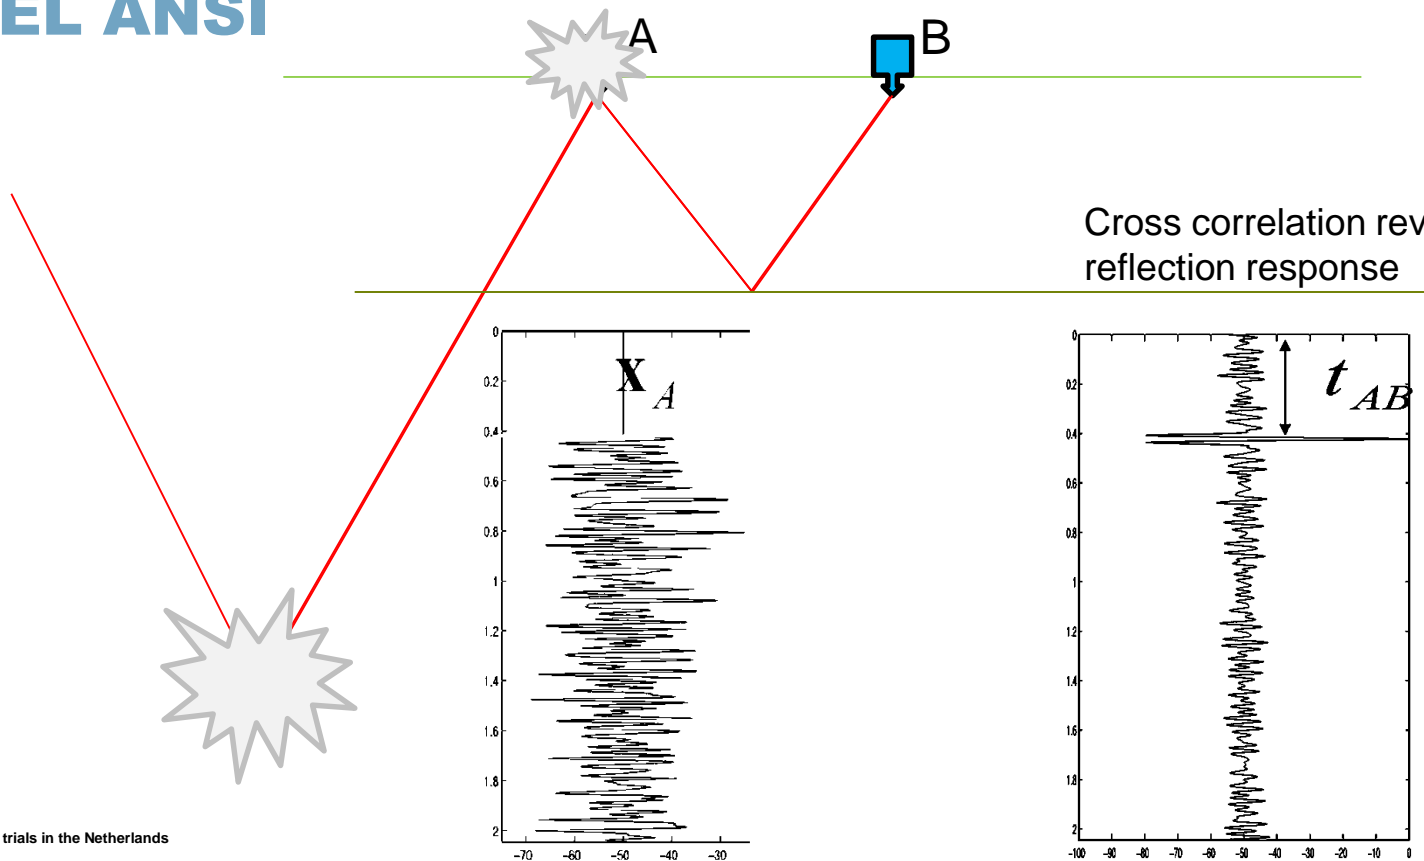 EL ANSI
A
B
Cross correlation rev
reflection response
0
0.2
0.4
0.6
0.8
1
1.2
1.4
1.6
1.8
2
-70 -60 -50 -40 -30
X A
0
0.2
0.4
0.6
0.8
1
1.2
1.4
1.6
1.8
2
-100 -90 -80 -70 -60 -50 -40 -30 -20 -10 0
t AB
trials in the Netherlands